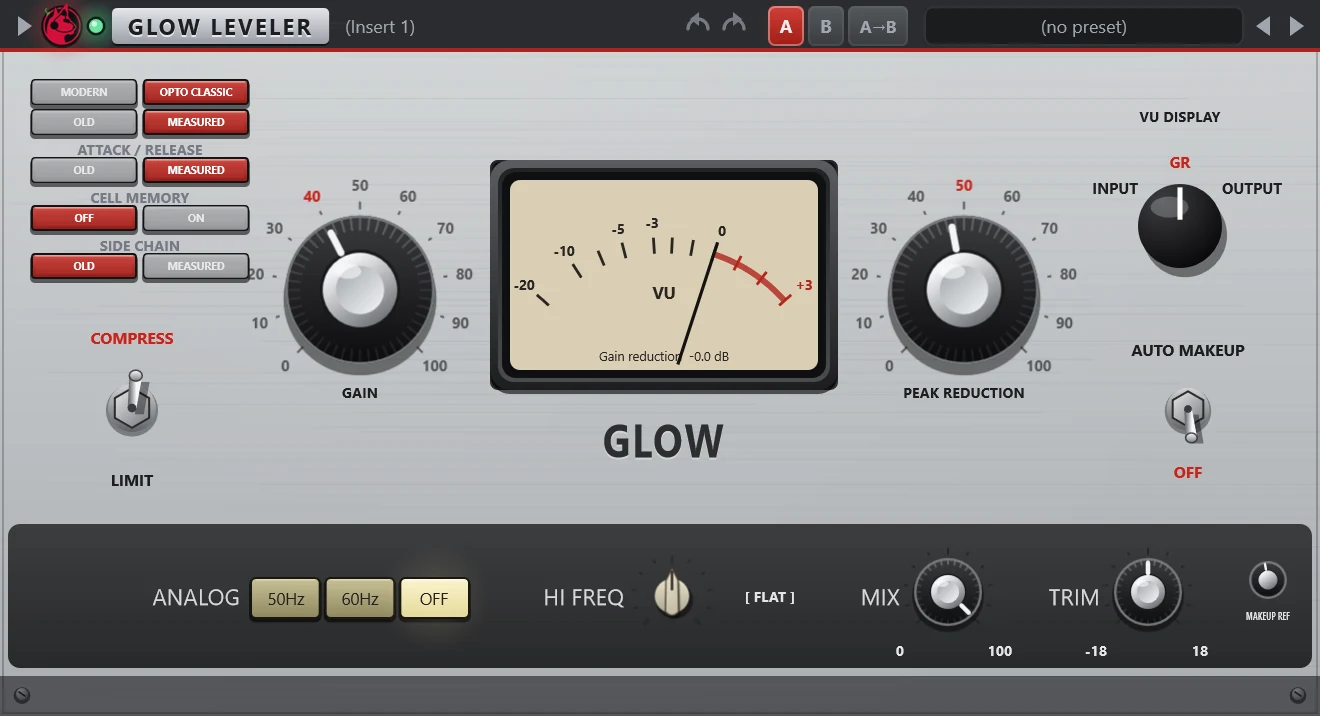 GLOW LEVELER (Insert 1) A B A→B (no preset)
MODERN OPTO CLASSIC
OLD MEASURED
ATTACK / RELEASE
OLD MEASURED
CELL MEMORY
OFF ON
SIDE CHAIN
OLD MEASURED
COMPRESS
LIMIT
0 10 20 30 40 50 60 70 80 90 100
GAIN
-20 -10 -5 -3 0 +3
VU
Gain reduction -0.0 dB
GLOW
0 10 20 30 40 50 60 70 80 90 100
PEAK REDUCTION
VU DISPLAY
GR
INPUT OUTPUT
AUTO MAKEUP
OFF
ANALOG 50Hz 60Hz OFF HI FREQ [ FLAT ] MIX TRIM
MAKEUP REF
0 100 -18 18